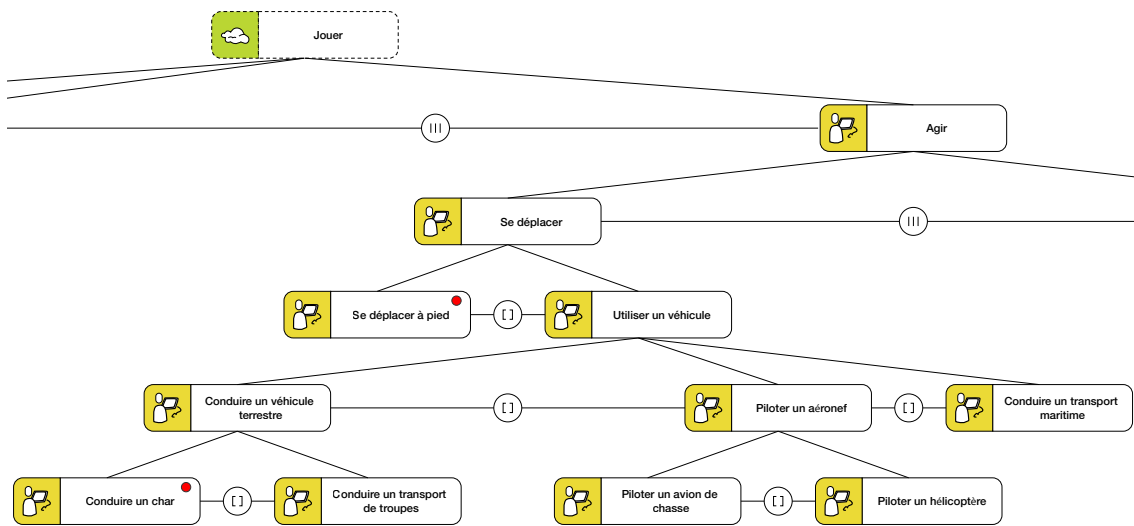 Jouer
|||
Agir
Se déplacer
|||
Se déplacer à pied
[]
Utiliser un véhicule
Conduire un véhicule
terrestre
[]
Piloter un aéronef
[]
Conduire un transport
maritime
Conduire un char
[]
Conduire un transport
de troupes
Piloter un avion de
chasse
[]
Piloter un hélicoptère